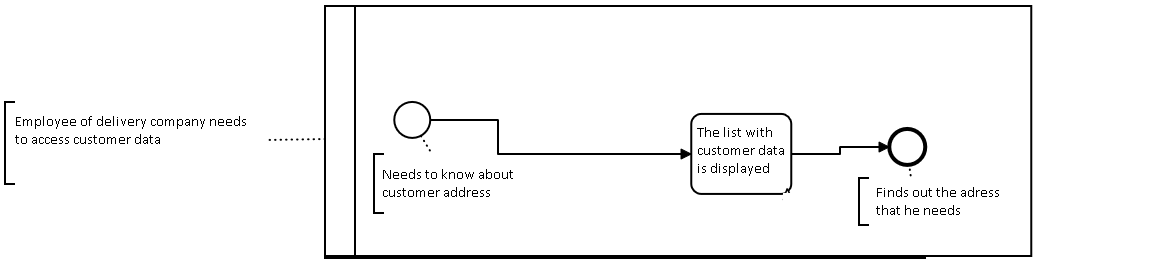 Employee of delivery company needs
to access customer data
Needs to know about
customer address
The list with
customer data
is displayed
Finds out the adress
that he needs